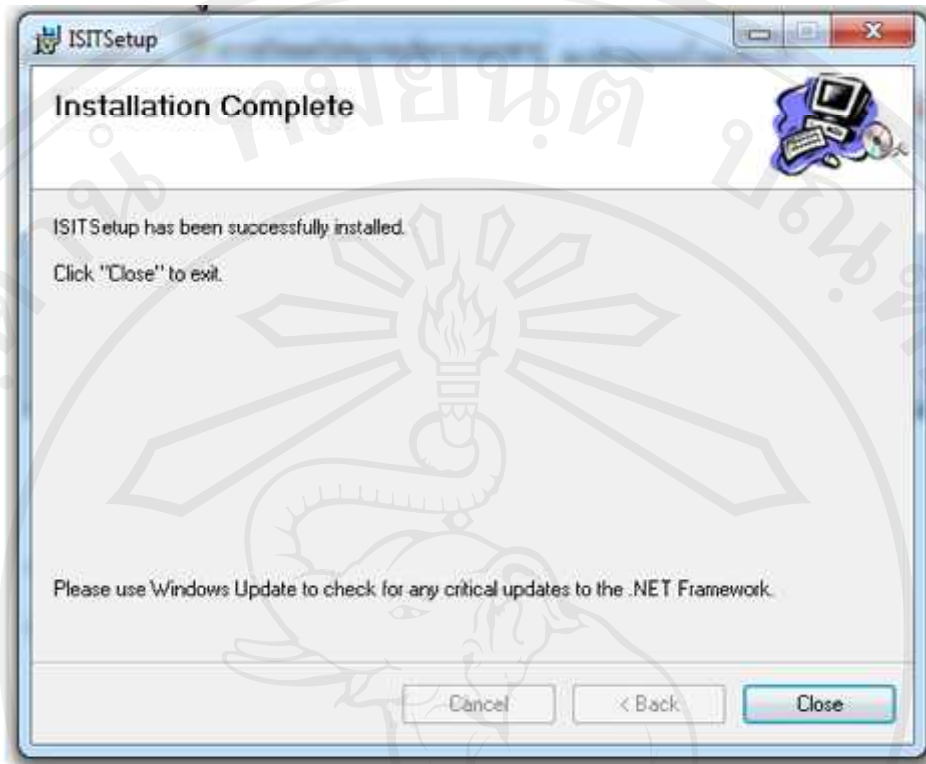 ISITSetup
Installation Complete
ISITSetup has been successfully installed.
Click "Close" to exit.
Please use Windows Update to check for any critical updates to the .NET Framework.
Cancel
< Back
Close